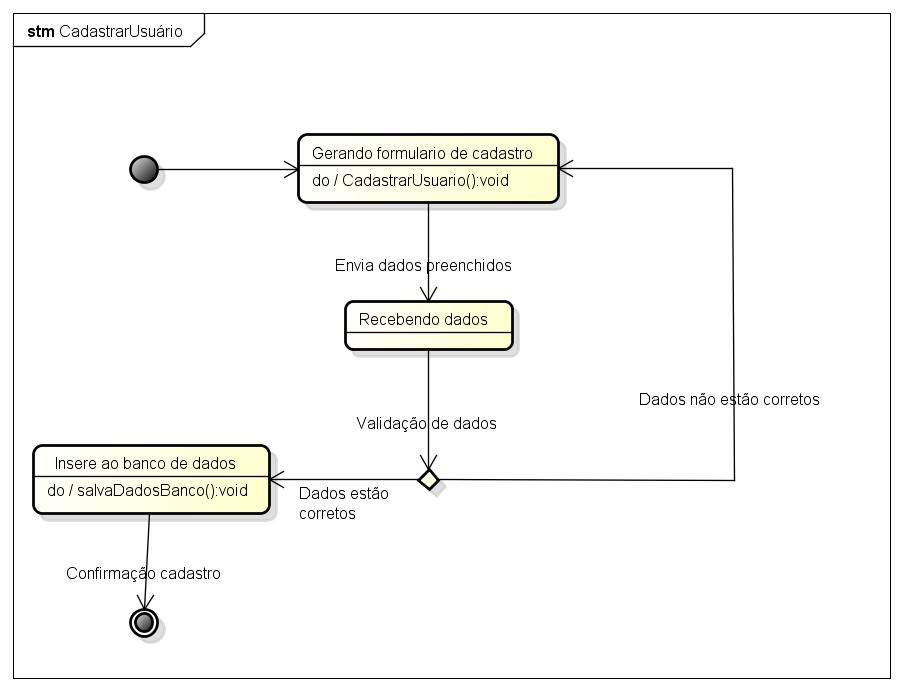 stm CadastrarUsuário
Gerando formulario de cadastro
do / CadastrarUsuario():void
Envia dados preenchidos
Recebendo dados
Dados não estão corretos
Validação de dados
Insere ao banco de dados
do / salvaDadosBanco():void
Dados estão
corretos
Confirmação cadastro